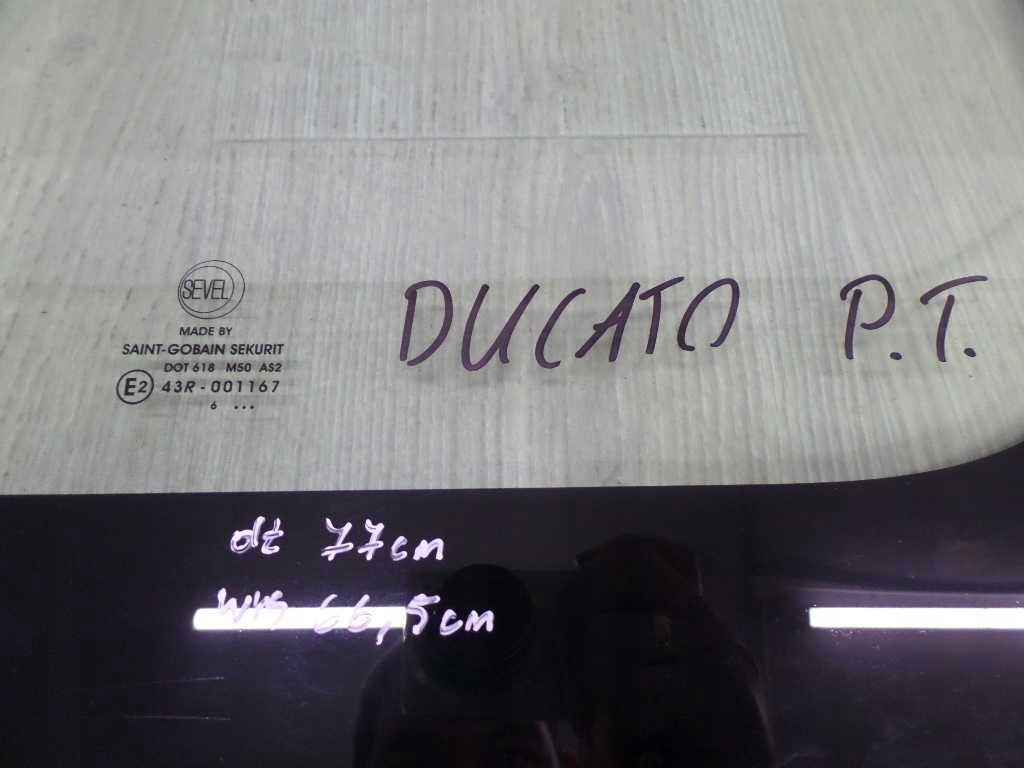 SEVEL
MADE BY
SAINT-GOBAIN SEKURIT
DOT 618 M50 AS2
E2 43R - 001167
6 ...
DUCATO P.T.
dł 77cm
wys 66,5cm